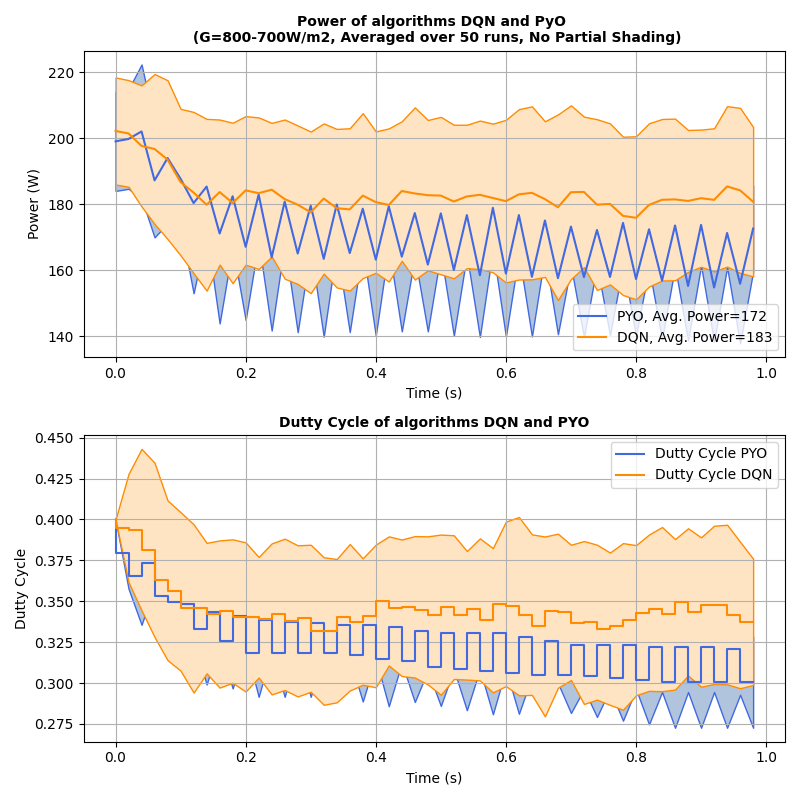 Power of algorithms DQN and PyO
(G=800-700W/m2, Averaged over 50 runs, No Partial Shading)
220
200
180
160
140
Power (W)
PYO, Avg. Power=172
DQN, Avg. Power=183
0.0 0.2 0.4 0.6 0.8 1.0
Time (s)
Dutty Cycle of algorithms DQN and PYO
0.450
0.425
0.400
0.375
0.350
0.325
0.300
0.275
Dutty Cycle
Dutty Cycle PYO
Dutty Cycle DQN
0.0 0.2 0.4 0.6 0.8 1.0
Time (s)